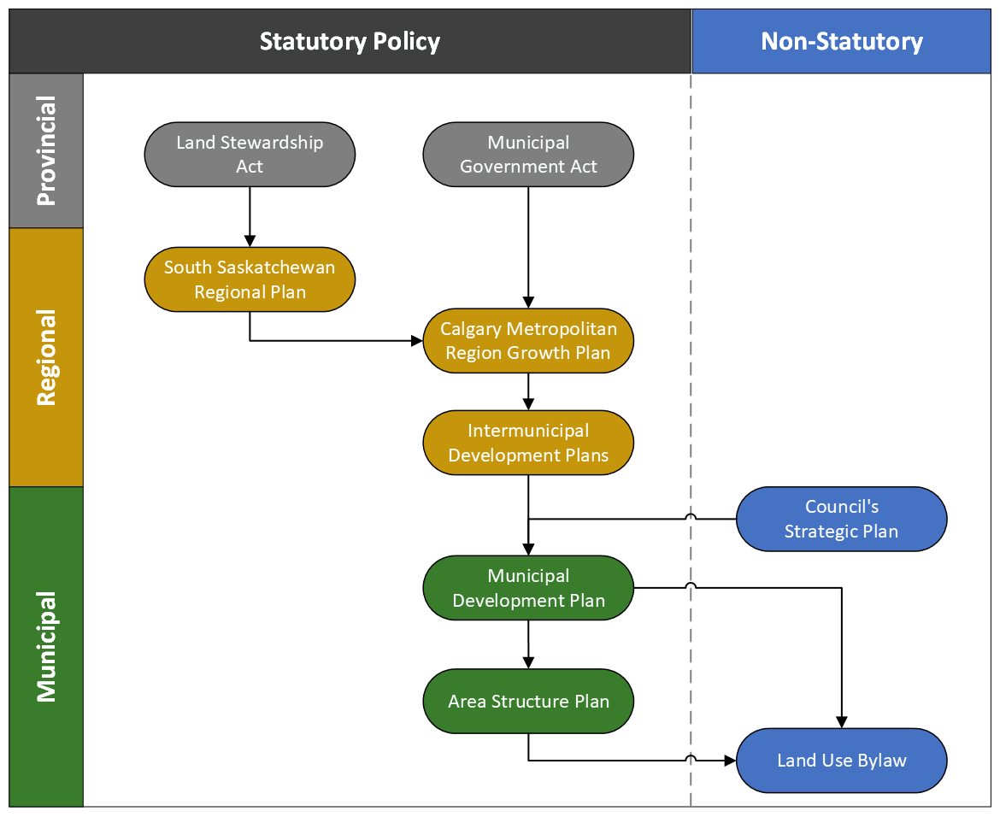 Statutory Policy
Non-Statutory
Provincial
Land Stewardship
Act
Municipal
Government Act
Regional
South Saskatchewan
Regional Plan
Calgary Metropolitan
Region Growth Plan
Intermunicipal
Development Plans
Municipal
Council's
Strategic Plan
Municipal
Development Plan
Area Structure Plan
Land Use Bylaw